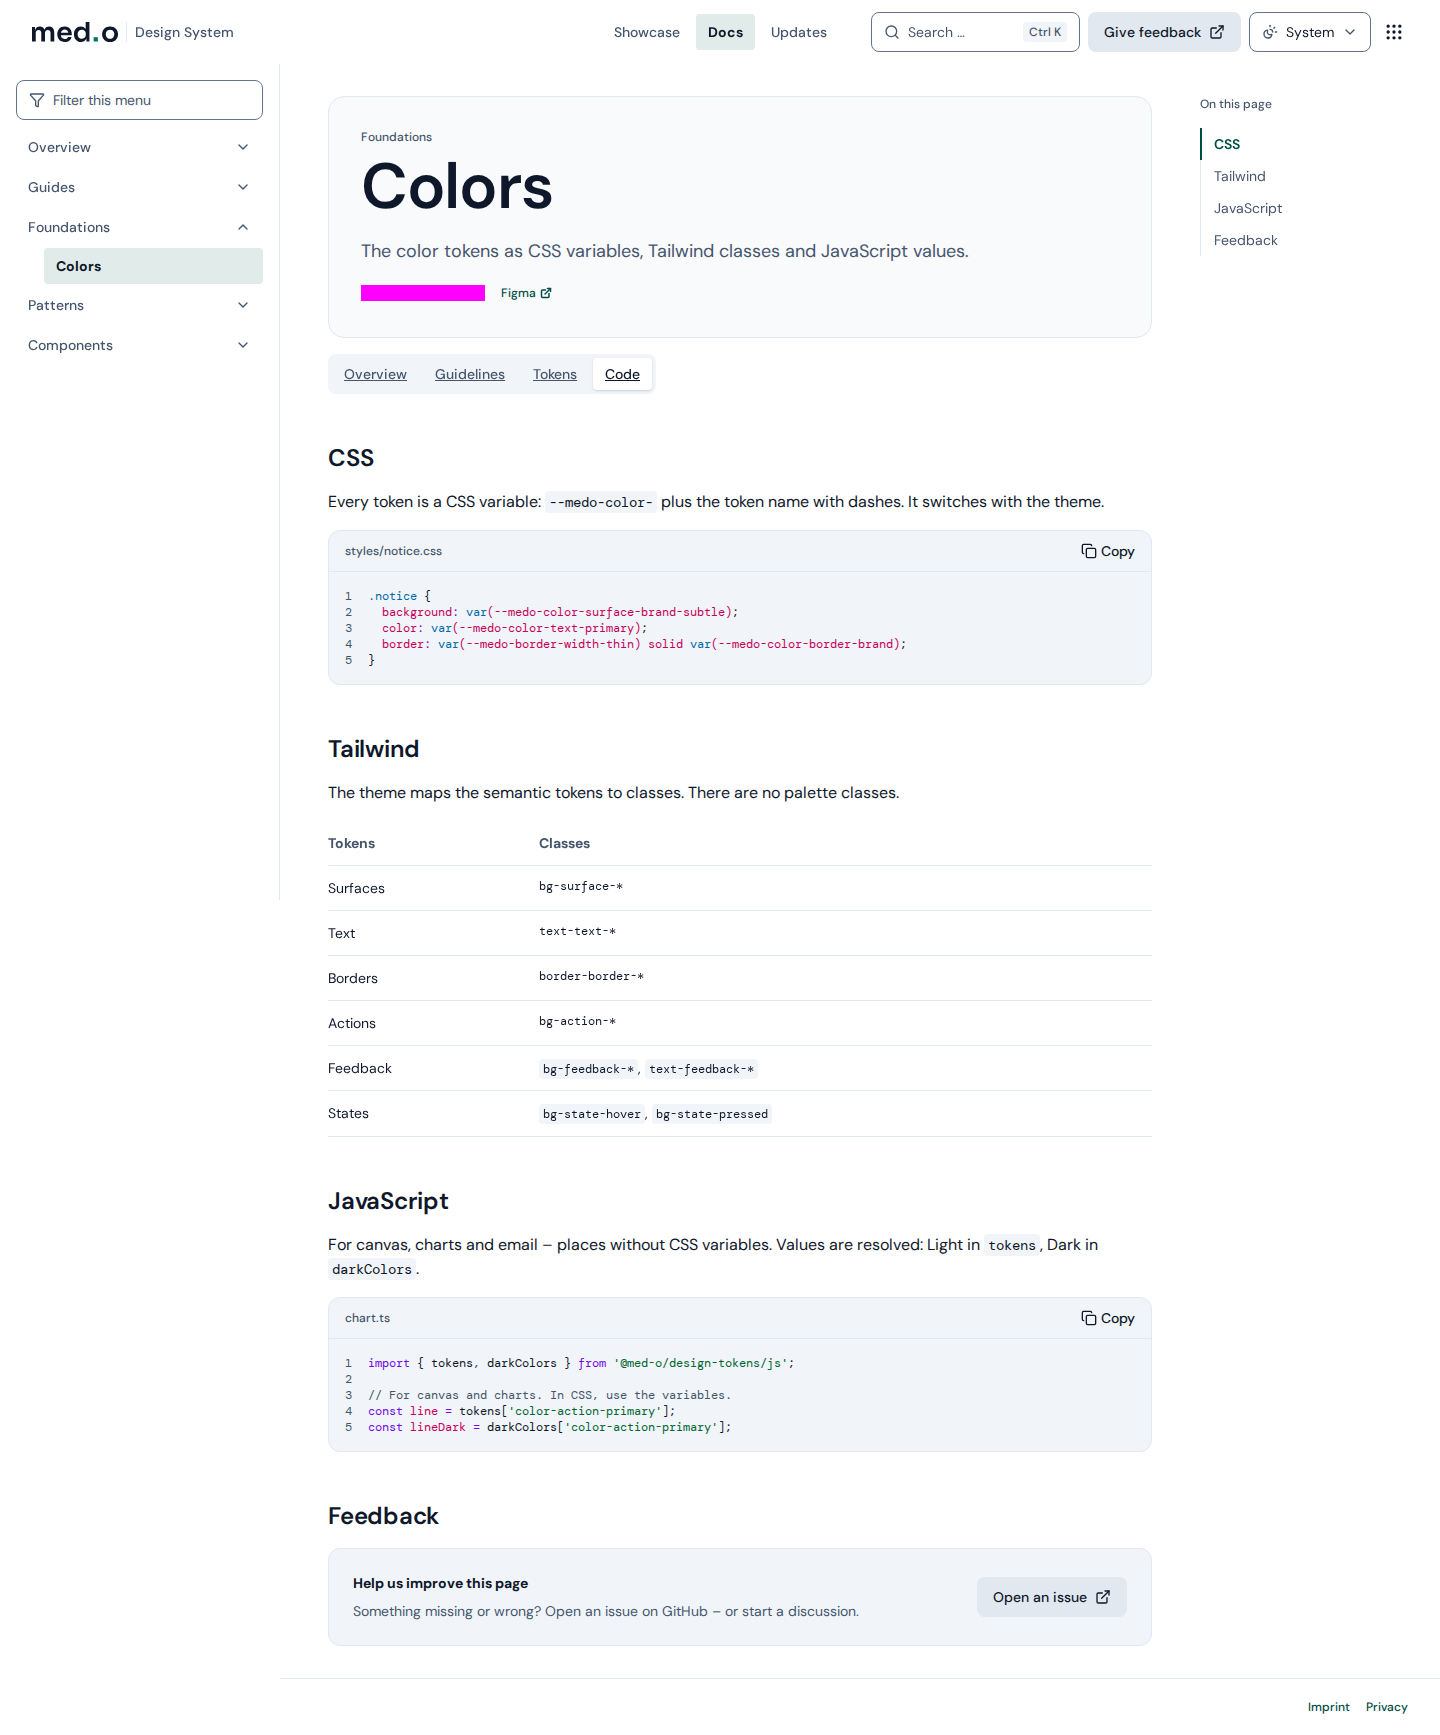 med.o Design System
Showcase Docs Updates
Search ... Ctrl K
Give feedback
System
Filter this menu
Overview
Guides
Foundations
Colors
Patterns
Components
Foundations
Colors
The color tokens as CSS variables, Tailwind classes and JavaScript values.
Figma
Overview Guidelines Tokens Code
CSS
Every token is a CSS variable: --medo-color- plus the token name with dashes. It switches with the theme.
styles/notice.css Copy
1 .notice {
2 background: var(--medo-color-surface-brand-subtle);
3 color: var(--medo-color-text-primary);
4 border: var(--medo-border-width-thin) solid var(--medo-color-border-brand);
5 }
Tailwind
The theme maps the semantic tokens to classes. There are no palette classes.
Tokens Classes
Surfaces bg-surface-*
Text text-text-*
Borders border-border-*
Actions bg-action-*
Feedback bg-feedback-*, text-feedback-*
States bg-state-hover, bg-state-pressed
JavaScript
For canvas, charts and email – places without CSS variables. Values are resolved: Light in tokens, Dark in
darkColors.
chart.ts Copy
1 import { tokens, darkColors } from '@med-o/design-tokens/js';
2
3 // For canvas and charts. In CSS, use the variables.
4 const line = tokens['color-action-primary'];
5 const lineDark = darkColors['color-action-primary'];
Feedback
Help us improve this page
Something missing or wrong? Open an issue on GitHub – or start a discussion.
Open an issue
On this page
CSS
Tailwind
JavaScript
Feedback
Imprint Privacy